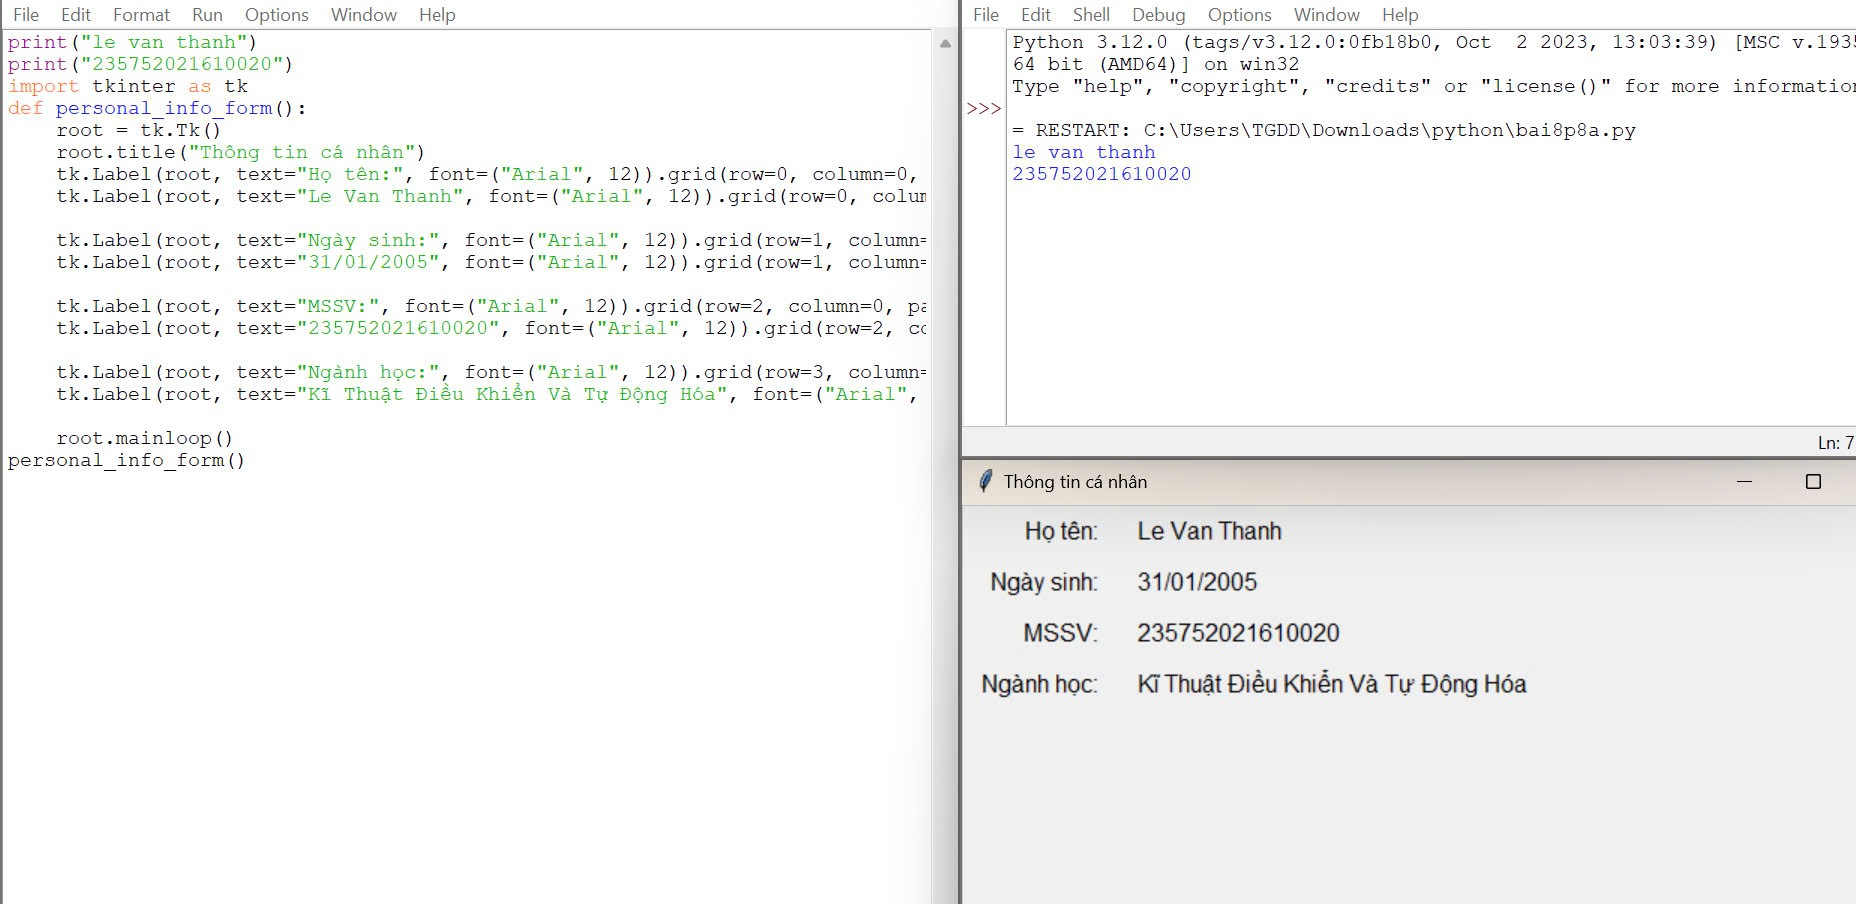 File Edit Format Run Options Window Help
print("le van thanh")
print("235752021610020")
import tkinter as tk
def personal_info_form():
    root = tk.Tk()
    root.title("Thông tin cá nhân")
    tk.Label(root, text="Họ tên:", font=("Arial", 12)).grid(row=0, column=0,
    tk.Label(root, text="Le Van Thanh", font=("Arial", 12)).grid(row=0, colum
    tk.Label(root, text="Ngày sinh:", font=("Arial", 12)).grid(row=1, column=
    tk.Label(root, text="31/01/2005", font=("Arial", 12)).grid(row=1, column=
    tk.Label(root, text="MSSV:", font=("Arial", 12)).grid(row=2, column=0, pa
    tk.Label(root, text="235752021610020", font=("Arial", 12)).grid(row=2, co
    tk.Label(root, text="Ngành học:", font=("Arial", 12)).grid(row=3, column=
    tk.Label(root, text="Kĩ Thuật Điều Khiển Và Tự Động Hóa", font=("Arial",
    root.mainloop()
personal_info_form()
File Edit Shell Debug Options Window Help
Python 3.12.0 (tags/v3.12.0:0fb18b0, Oct  2 2023, 13:03:39) [MSC v.193
64 bit (AMD64)] on win32
Type "help", "copyright", "credits" or "license()" for more information
>>>
= RESTART: C:\Users\TGDD\Downloads\python\bai8p8a.py
le van thanh
235752021610020
Ln: 7
Thông tin cá nhân
Họ tên: Le Van Thanh
Ngày sinh: 31/01/2005
MSSV: 235752021610020
Ngành học: Kĩ Thuật Điều Khiển Và Tự Động Hóa